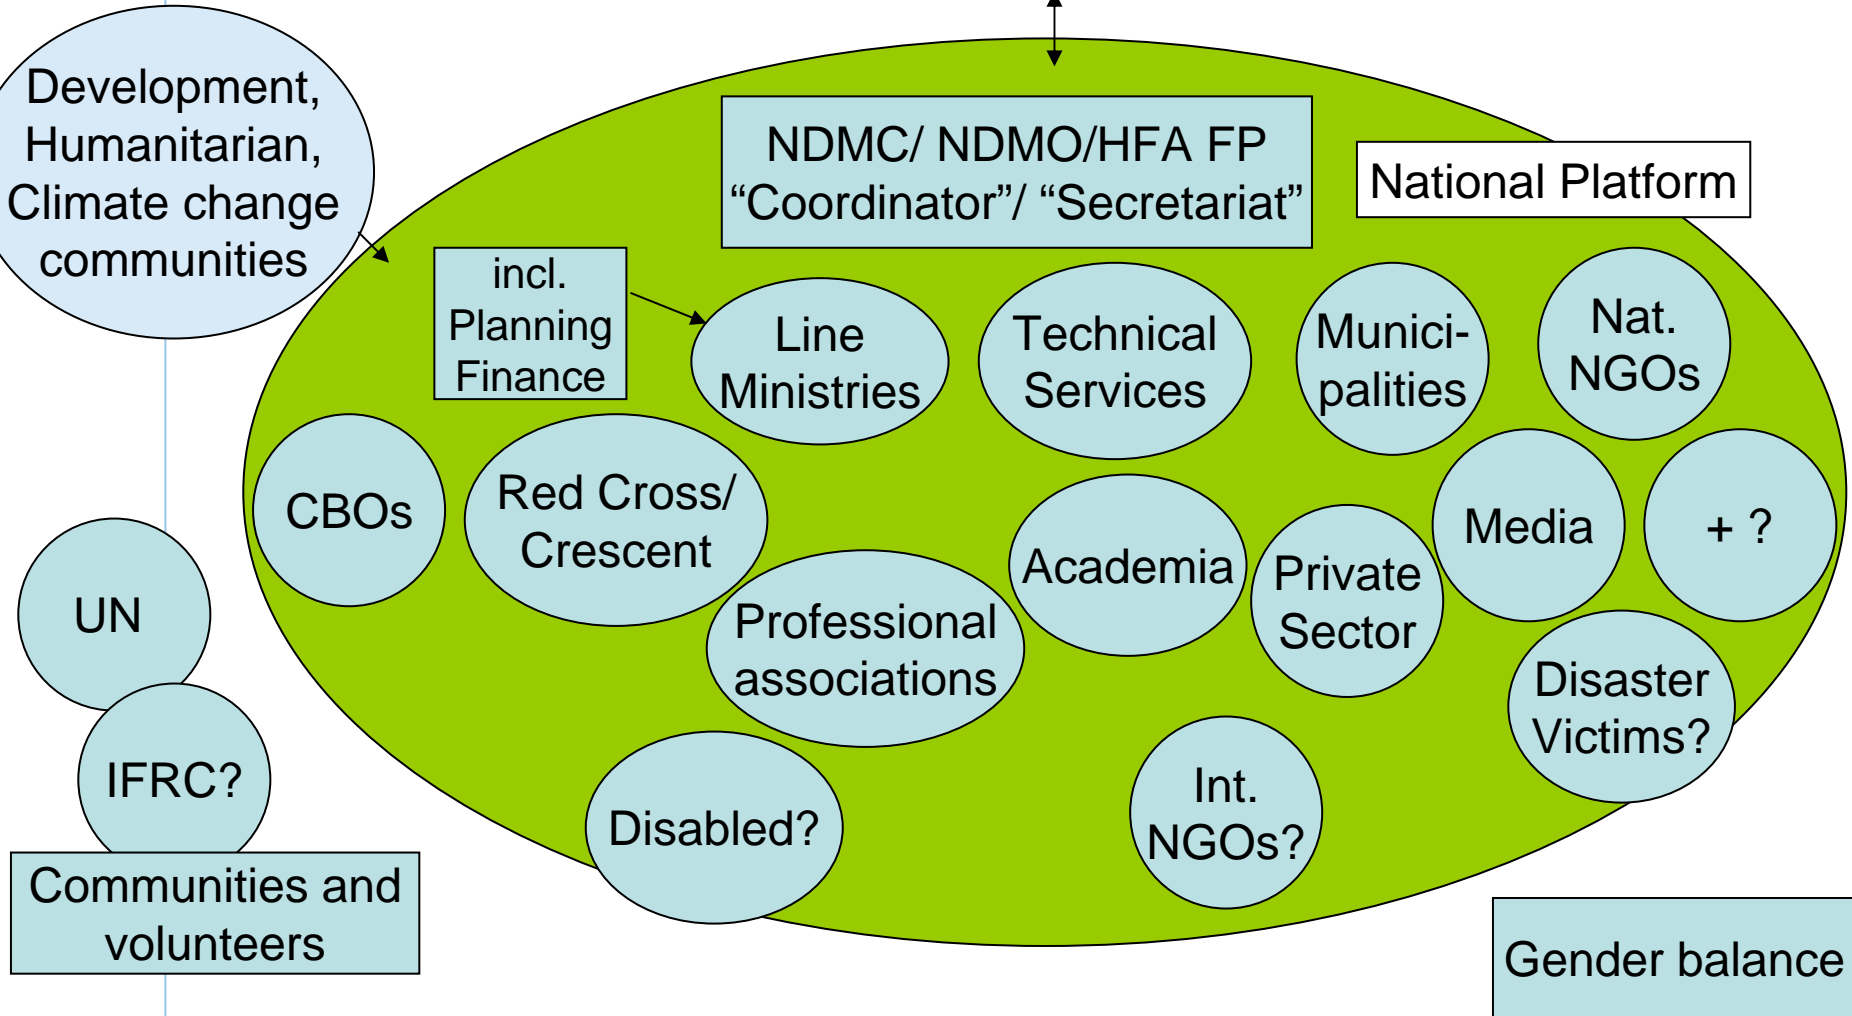 Development,
Humanitarian,
Climate change
communities
NDMC/ NDMO/HFA FP
“Coordinator”/ “Secretariat”
National Platform
incl.
Planning
Finance
Line
Ministries
Technical
Services
Munici-
palities
Nat.
NGOs
CBOs
Red Cross/
Crescent
Professional
associations
Academia
Private
Sector
Media
+ ?
UN
IFRC?
Communities and
volunteers
Disabled?
Int.
NGOs?
Disaster
Victims?
Gender balance